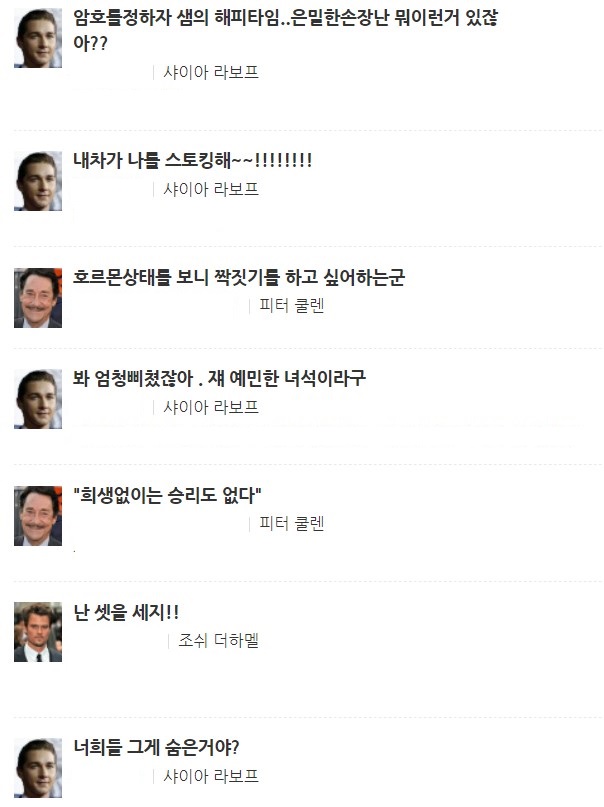 암호를정하자 샘의 해피타임..은밀한손장난 뭐이런거 있잖
아??
| 샤이아 라보프
내차가 나를 스토킹해~~!!!!!!!!
| 샤이아 라보프
호르몬상태를 보니 짝짓기를 하고 싶어하는군
| 피터 쿨렌
봐 엄청삐쳤잖아 . 쟤 예민한 녀석이라구
| 샤이아 라보프
"희생없이는 승리도 없다"
| 피터 쿨렌
.
난 셋을 세지!!
| 조쉬 더하멜
너희들 그게 숨은거야?
| 샤이아 라보프